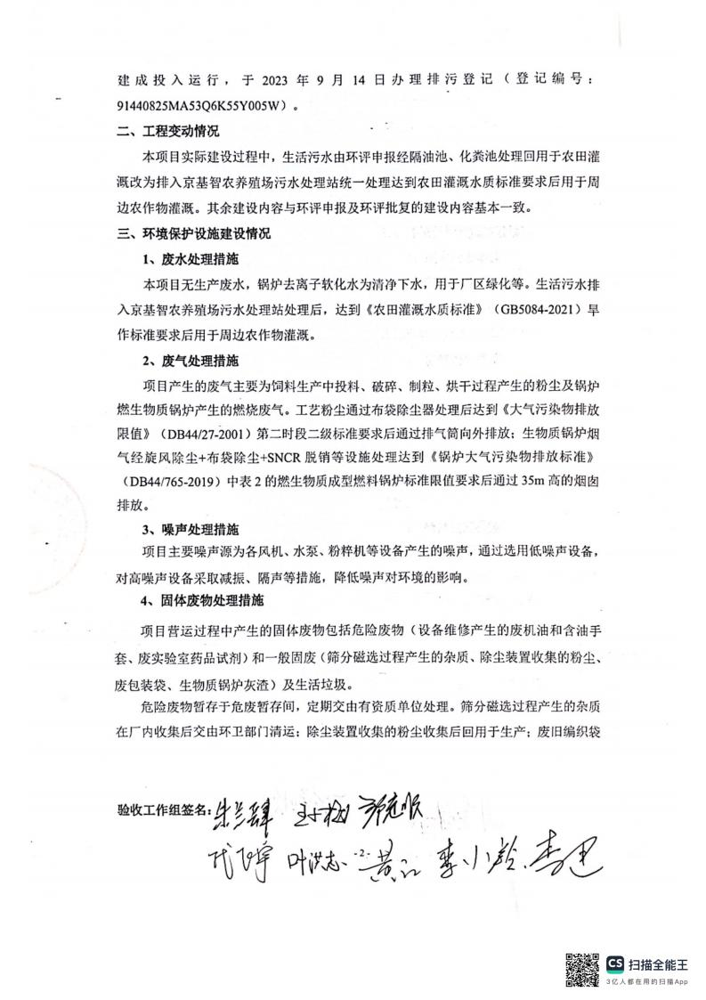 建成投入运行，于 2023 年 9 月 14 日办理排污登记（登记编号：
91440825MA53Q6K55Y005W）。
二、工程变动情况
本项目实际建设过程中，生活污水由环评申报经隔油池、化粪池处理回用于农田灌
溉改为排入京基智农养殖场污水处理站统一处理达到农田灌溉水质标准要求后用于周
边农作物灌溉。其余建设内容与环评申报及环评批复的建设内容基本一致。
三、环境保护设施建设情况
1、废水处理措施
本项目无生产废水，锅炉去离子软化水为清净下水，用于厂区绿化等。生活污水排
入京基智农养殖场污水处理站处理后，达到《农田灌溉水质标准》（GB5084-2021）旱
作标准要求后用于周边农作物灌溉。
2、废气处理措施
项目产生的废气主要为饲料生产中投料、破碎、制粒、烘干过程产生的粉尘及锅炉
燃生物质锅炉产生的燃烧废气。工艺粉尘通过布袋除尘器处理后达到《大气污染物排放
限值》（DB44/27-2001）第二时段二级标准要求后通过排气筒向外排放；生物质锅炉烟
气经旋风除尘+布袋除尘+SNCR 脱销等设施处理达到《锅炉大气污染物排放标准》
（DB44/765-2019）中表 2 的燃生物质成型燃料锅炉标准限值要求后通过 35m 高的烟囱
排放。
3、噪声处理措施
项目主要噪声源为各风机、水泵、粉粹机等设备产生的噪声，通过选用低噪声设备，
对高噪声设备采取减振、隔声等措施，降低噪声对环境的影响。
4、固体废物处理措施
项目营运过程中产生的固体废物包括危险废物（设备维修产生的废机油和含油手
套、废实验室药品试剂）和一般固废（筛分磁选过程产生的杂质、除尘装置收集的粉尘、
废包装袋、生物质锅炉灰渣）及生活垃圾。
危险废物暂存于危废暂存间，定期交由有资质单位处理。筛分磁选过程产生的杂质
在厂内收集后交由环卫部门清运；除尘装置收集的粉尘收集后回用于生产；废旧编织袋
验收工作组签名：
叶洪志 -2- 李小玲
CS 扫描全能王
3亿人都在用的扫描App